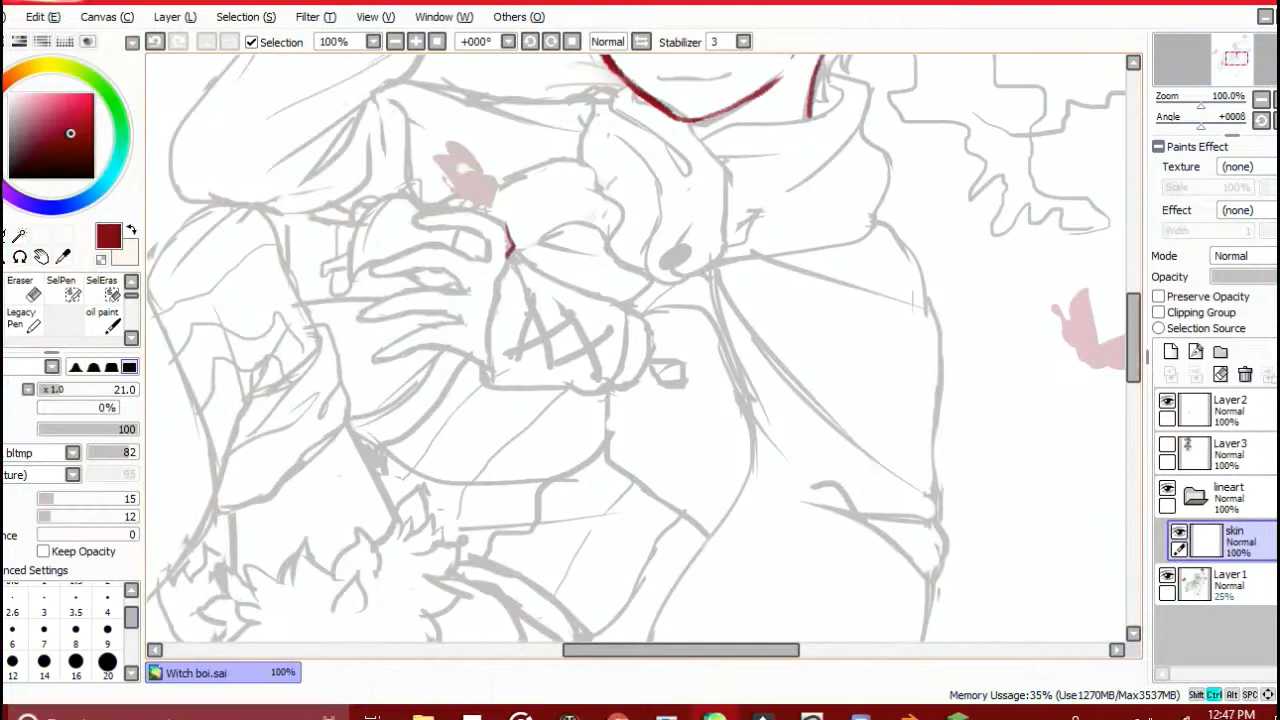 Edit (E) Canvas (C) Layer (L) Selection (S) Filter (T) View (V) Window (W) Others (O)
Selection 100% +000° Normal Stabilizer 3
Zoom 100.0%
Angle +000ß
Paints Effect
Texture (none)
Scale 100%
Effect (none)
Width 1
Mode Normal
Opacity
Preserve Opacity
Clipping Group
Selection Source
Eraser SelPen SelEras
Legacy Pen oil paint
x 1.0 21.0
0%
100
bltmp 82
ture) 95
15
12
0
Keep Opacity
nced Settings
2.6 3 3.5 4
6 7 8 9
12 14 16 20
Layer2
Normal
100%
Layer3
Normal
100%
lineart
Normal
100%
skin
Normal
100%
Layer1
Normal
25%
Witch boi.sai 100%
Memory Ussage:35% (Use1270MB/Max3537MB) Shift Ctrl Alt SPC
12:47 PM